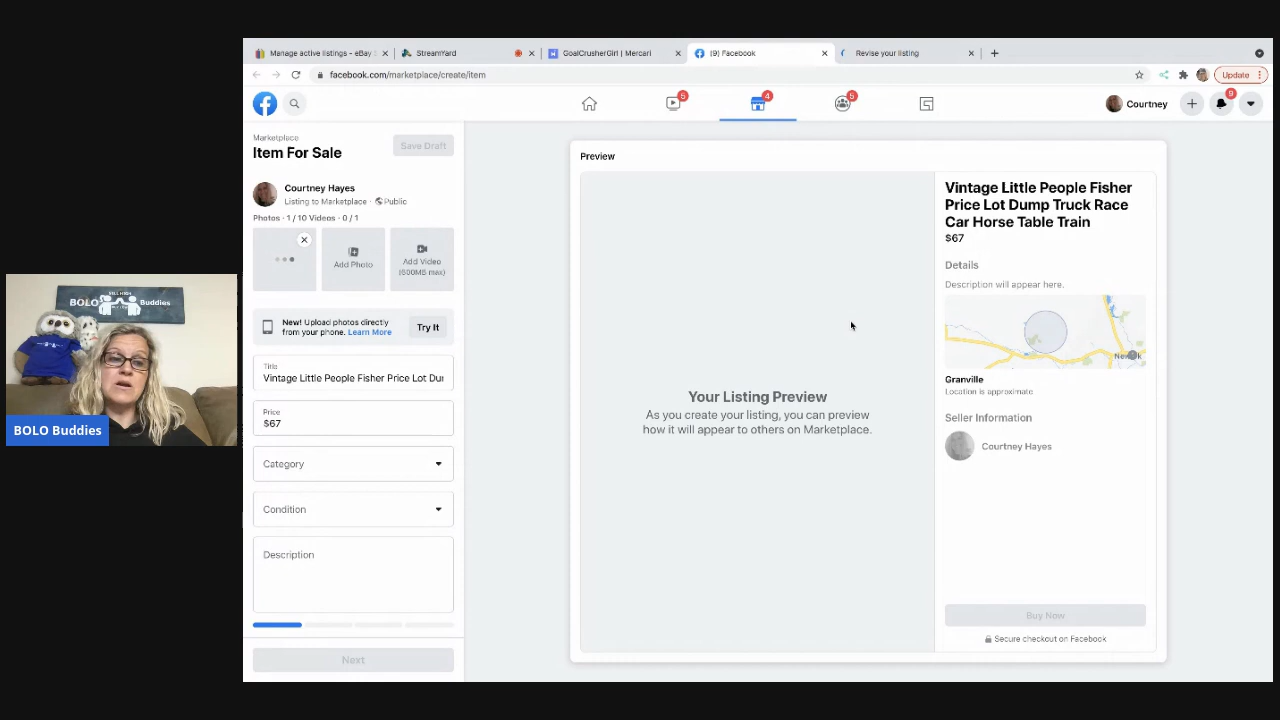 Manage active listings - eBay
StreamYard
GoalCrusherGirl | Mercari
(9) Facebook
Revise your listing
facebook.com/marketplace/create/item
Update
5
4
5
9
Courtney
Marketplace
Item For Sale
Save Draft
Courtney Hayes
Listing to Marketplace · Public
Photos · 1 / 10 Videos · 0 / 1
Add Photo
Add Video
(600MB max)
New! Upload photos directly
from your phone. Learn More
Try It
Title
Vintage Little People Fisher Price Lot Dur
Price
$67
Category
Condition
Description
Next
Preview
Your Listing Preview
As you create your listing, you can preview
how it will appear to others on Marketplace.
Vintage Little People Fisher
Price Lot Dump Truck Race
Car Horse Table Train
$67
Details
Description will appear here.
Granville
Location is approximate
Seller Information
Courtney Hayes
Buy Now
Secure checkout on Facebook
BOLO Buddies
BOLO Buddies